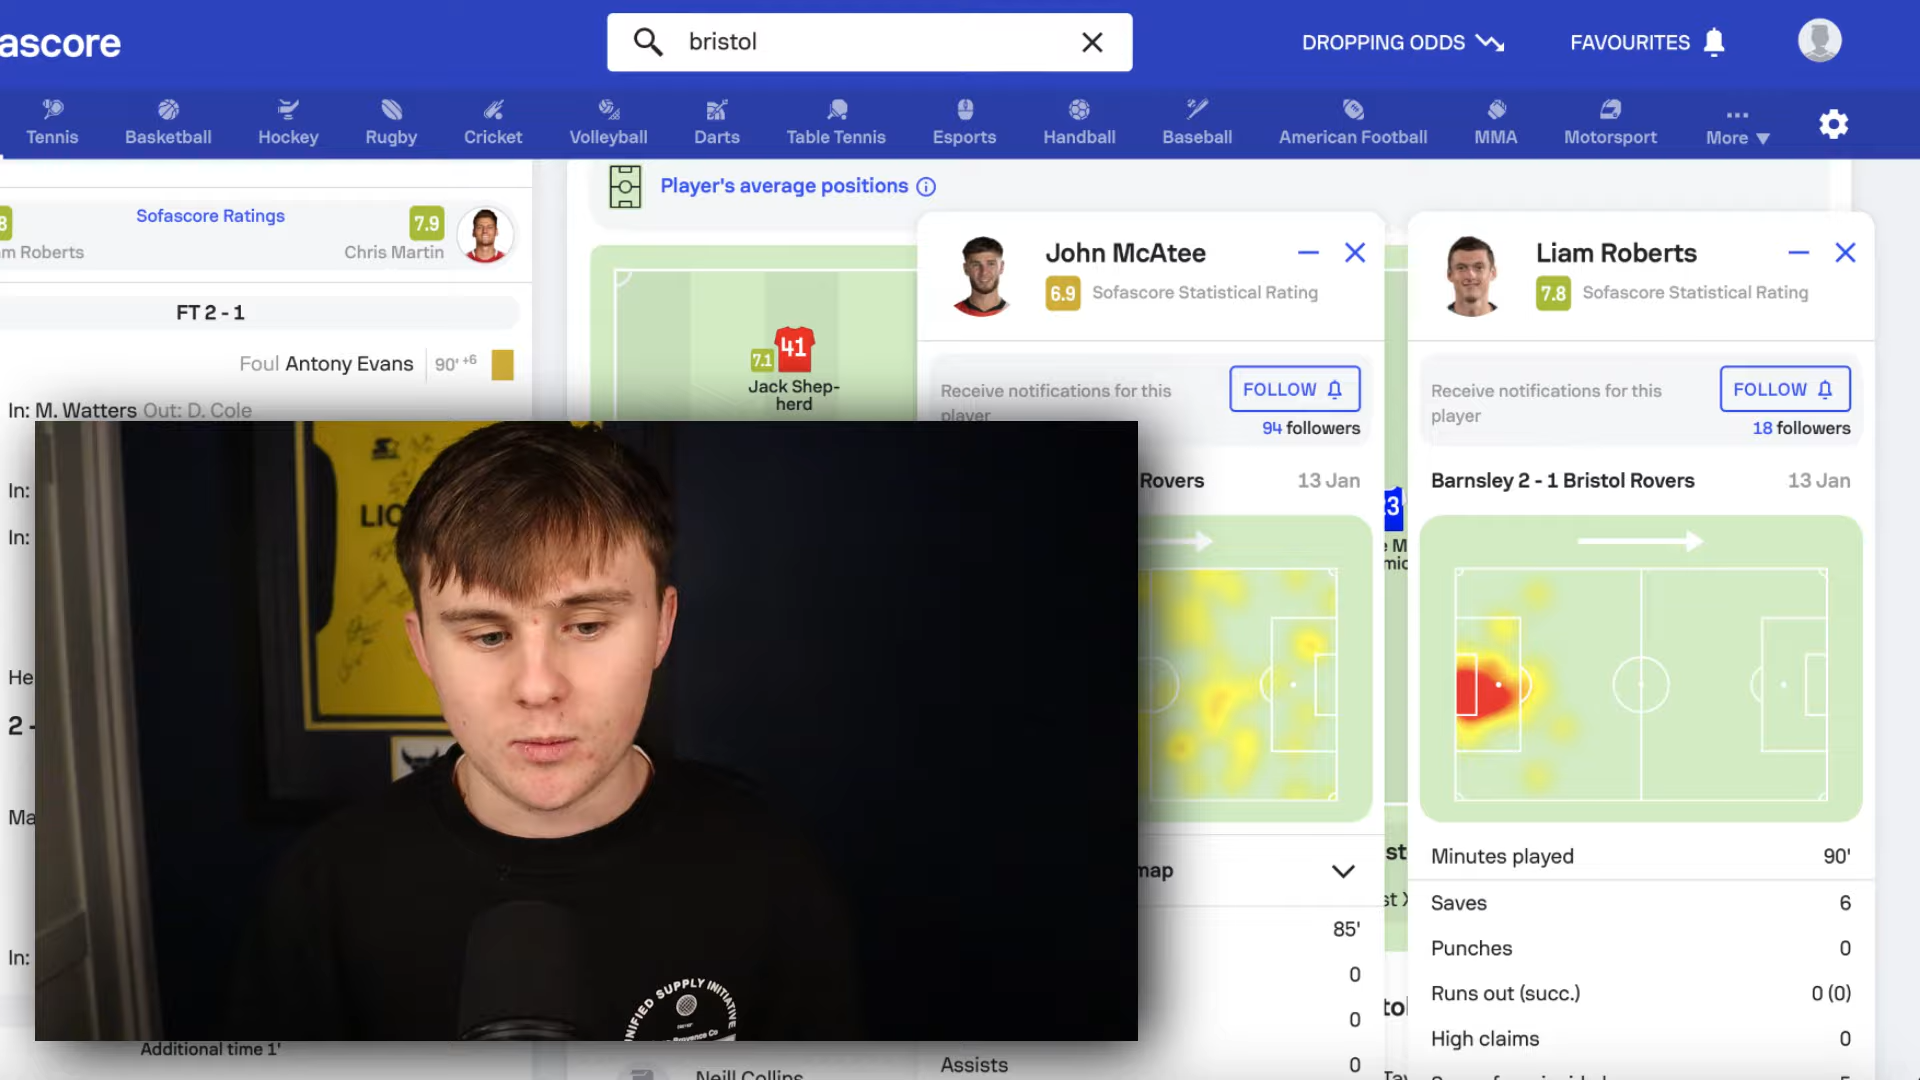 ascore
bristol
DROPPING ODDS
FAVOURITES
Tennis
Basketball
Hockey
Rugby
Cricket
Volleyball
Darts
Table Tennis
Esports
Handball
Baseball
American Football
MMA
Motorsport
More
8
Sofascore Ratings
7.9
m Roberts
Chris Martin
FT 2 - 1
Foul Antony Evans
90' +6
In: M. Watters Out: D. Cole
In:
In:
He
2 -
Ma
In:
Additional time 1'
Player's average positions
7.1
41
Jack Shep-
herd
John McAtee
6.9 Sofascore Statistical Rating
Receive notifications for this
player
FOLLOW
94 followers
Rovers
13 Jan
map
85'
0
0
Assists
0
Neill Collins
Liam Roberts
7.8 Sofascore Statistical Rating
Receive notifications for this
player
FOLLOW
18 followers
Barnsley 2 - 1 Bristol Rovers
13 Jan
Minutes played
90'
Saves
6
Punches
0
Runs out (succ.)
0 (0)
High claims
0
LIO
NIFIED SUPPLY INITIATIVE
Provence Co